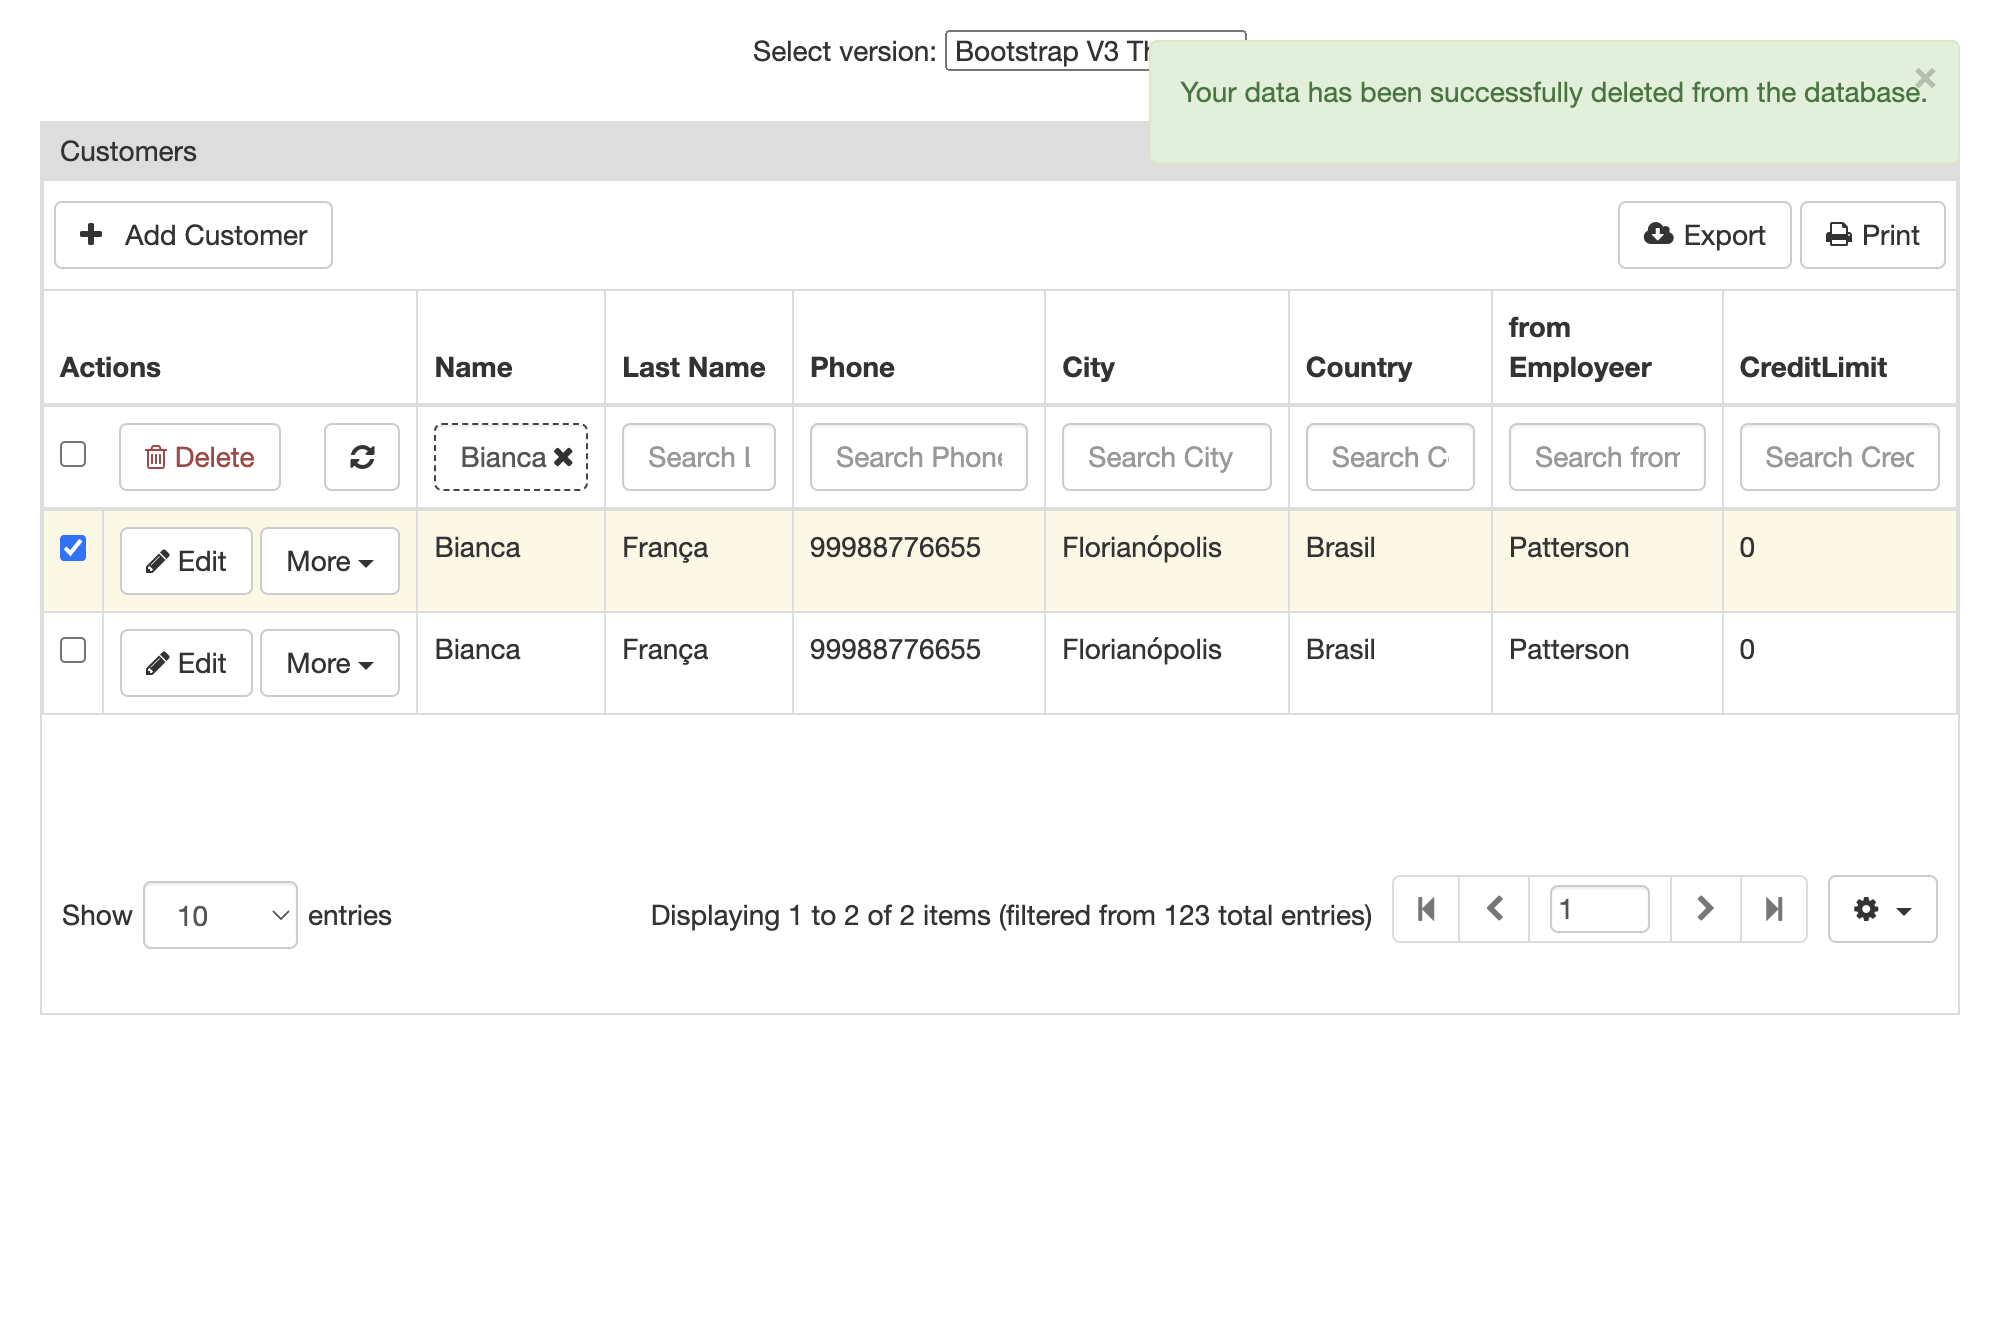 Select version: Bootstrap V3
Your data has been successfully deleted from the database.
Customers
Add Customer
Export
Print
Actions Name Last Name Phone City Country from Employeer CreditLimit
Delete Bianca Search Search Phone Search City Search Search from Search
Edit More Bianca França 99988776655 Florianópolis Brasil Patterson 0
Edit More Bianca França 99988776655 Florianópolis Brasil Patterson 0
Show 10 entries Displaying 1 to 2 of 2 items (filtered from 123 total entries) 1